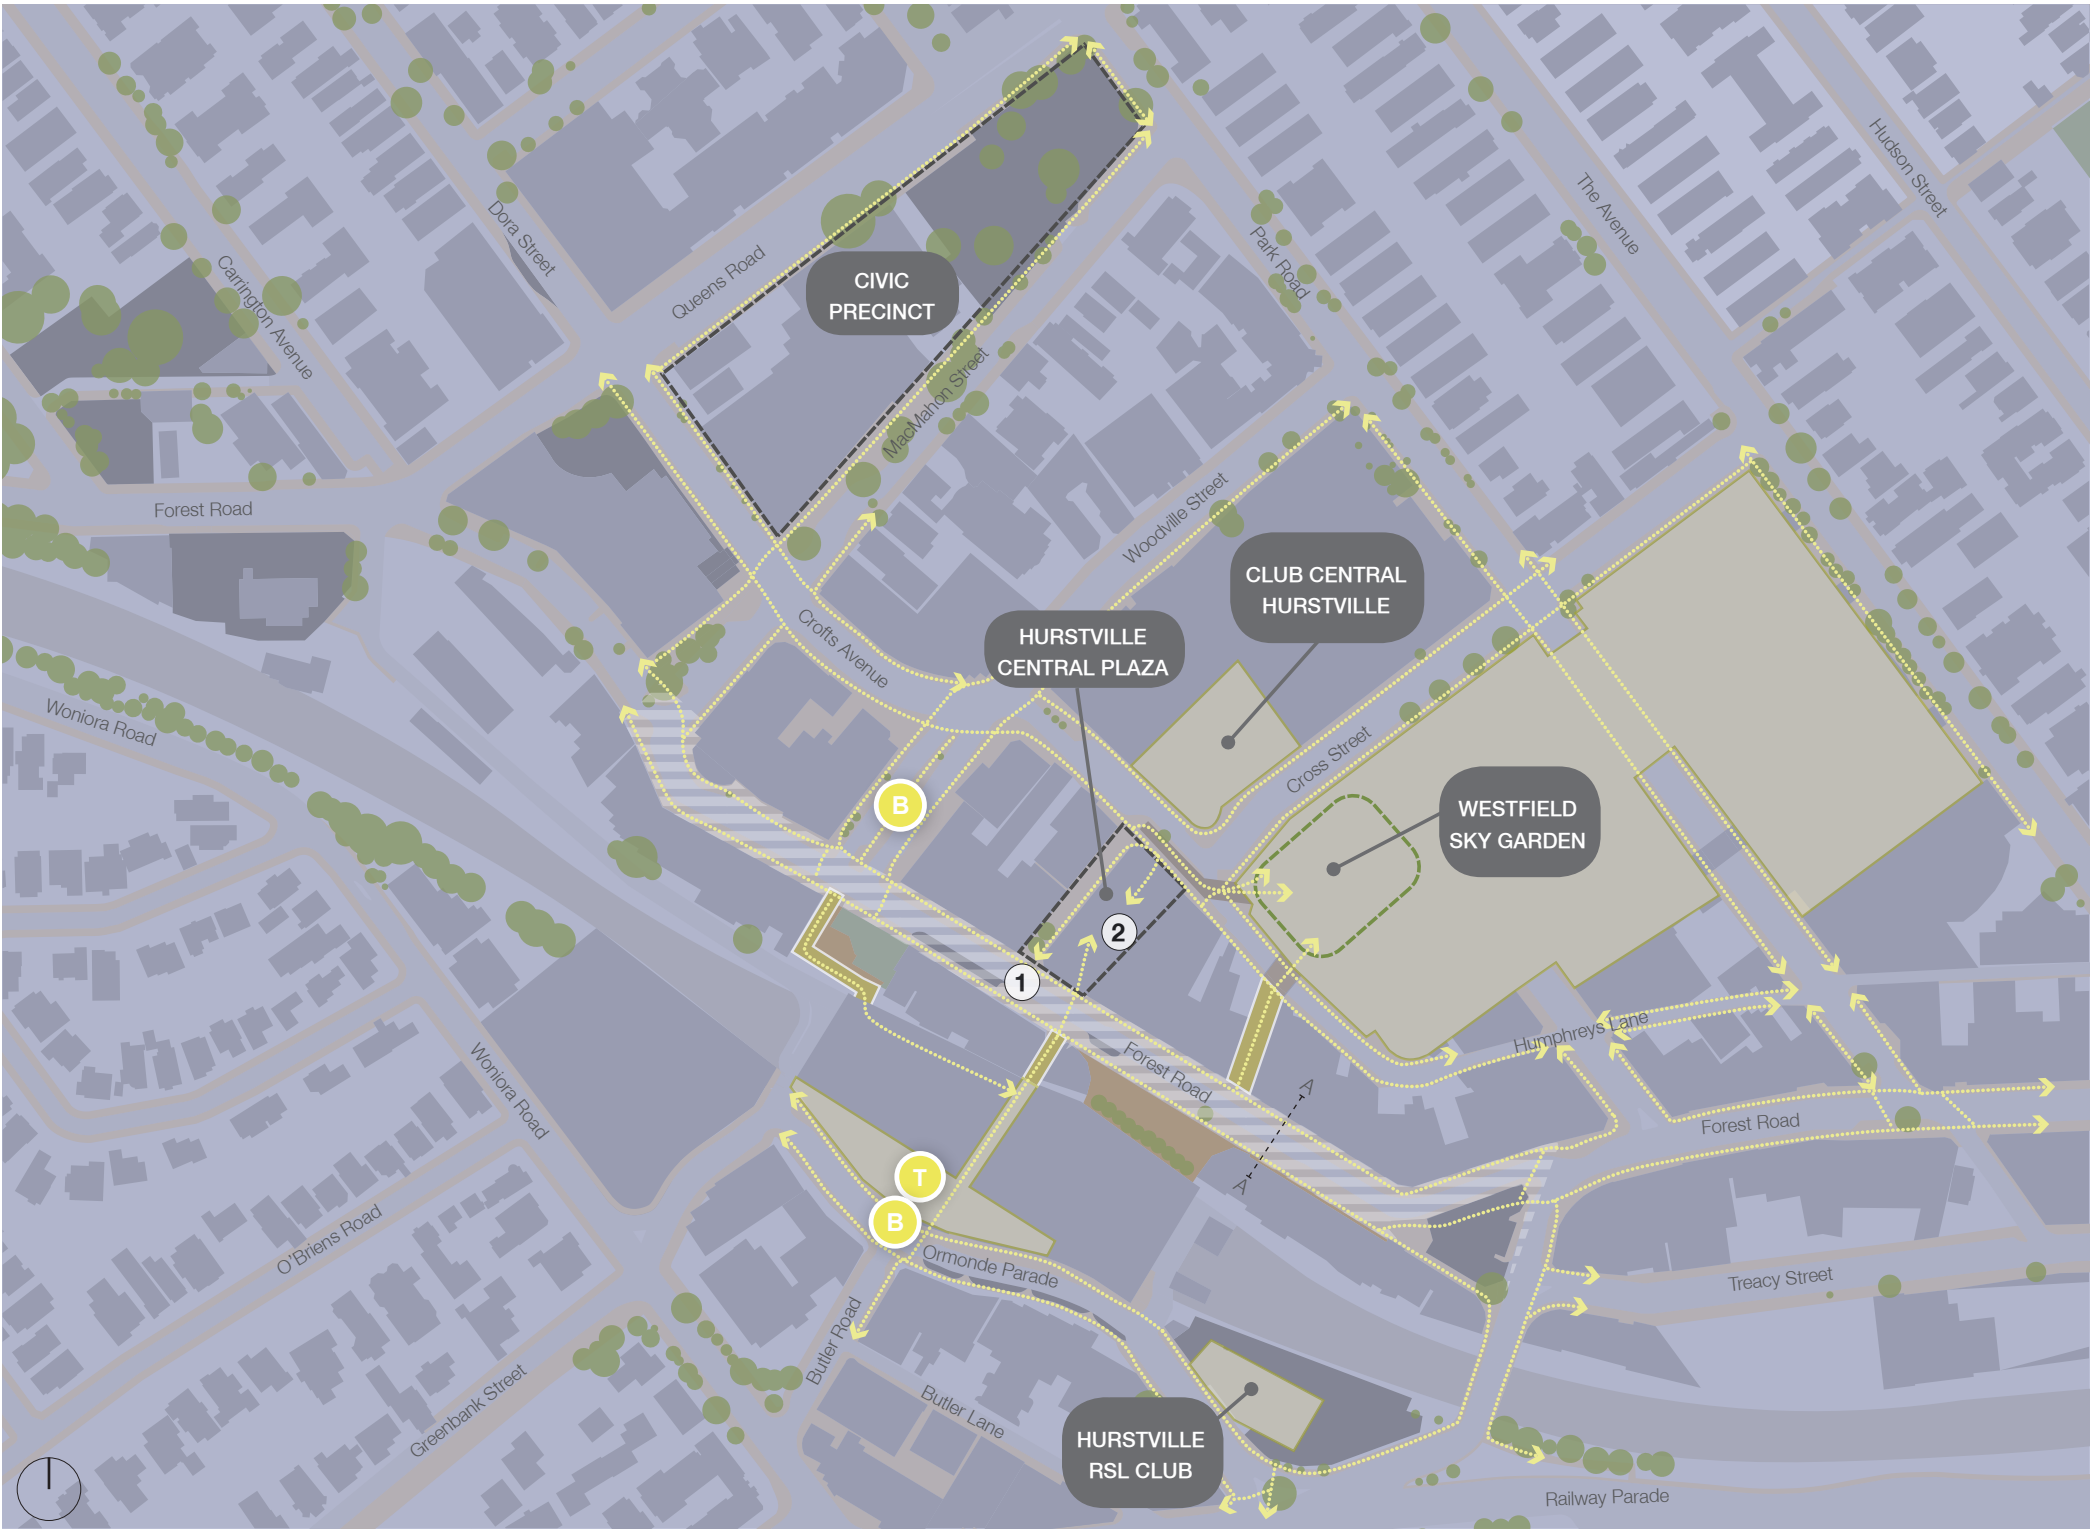 Hudson Street
The Avenue
Park Road
Dora Street
Carrington Avenue
Queens Road
CIVIC
PRECINCT
MacMahon Street
Forest Road
Woodville Street
CLUB CENTRAL
HURSTVILLE
HURSTVILLE
CENTRAL PLAZA
Crofts Avenue
Woniora Road
Cross Street
WESTFIELD
SKY GARDEN
B
2
1
Humphreys Lane
Forest Road
A
A
Woniora Road
Forest Road
T
B
O'Briens Road
Ormonde Parade
Treacy Street
Butler Road
Greenbank Street
Butler Lane
HURSTVILLE
RSL CLUB
Railway Parade